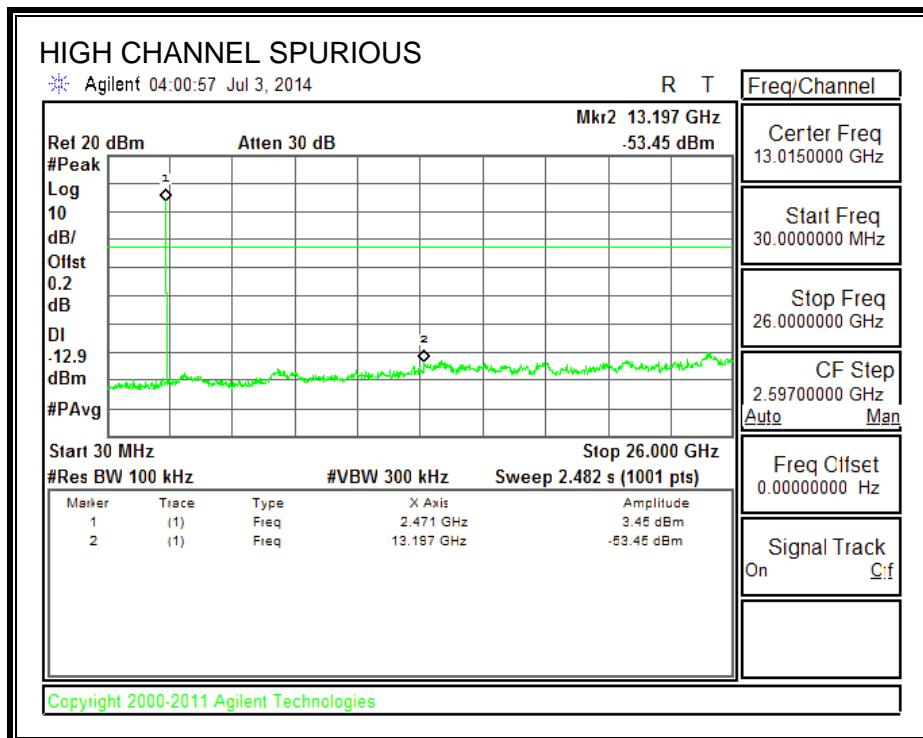 HIGH CHANNEL SPURIOUS
Agilent 04:00:57 Jul 3, 2014 R T
Freq/Channel
Mkr2 13.197 GHz
Ref 20 dBm Atten 30 dB -53.45 dBm
#Peak
Log
10
dB/
Offst
0.2
dB
DI
-12.9
dBm
#PAvg
1
2
Start 30 MHz Stop 26.000 GHz
#Res BW 100 kHz #VBW 300 kHz Sweep 2.482 s (1001 pts)
Marker Trace Type X Axis Amplitude
1 (1) Freq 2.471 GHz 3.45 dBm
2 (1) Freq 13.197 GHz -53.45 dBm
Center Freq
13.0150000 GHz
Start Freq
30.0000000 MHz
Stop Freq
26.0000000 GHz
CF Step
2.59700000 GHz
Auto Man
Freq Offset
0.00000000 Hz
Signal Track
On Off
Copyright 2000-2011 Agilent Technologies